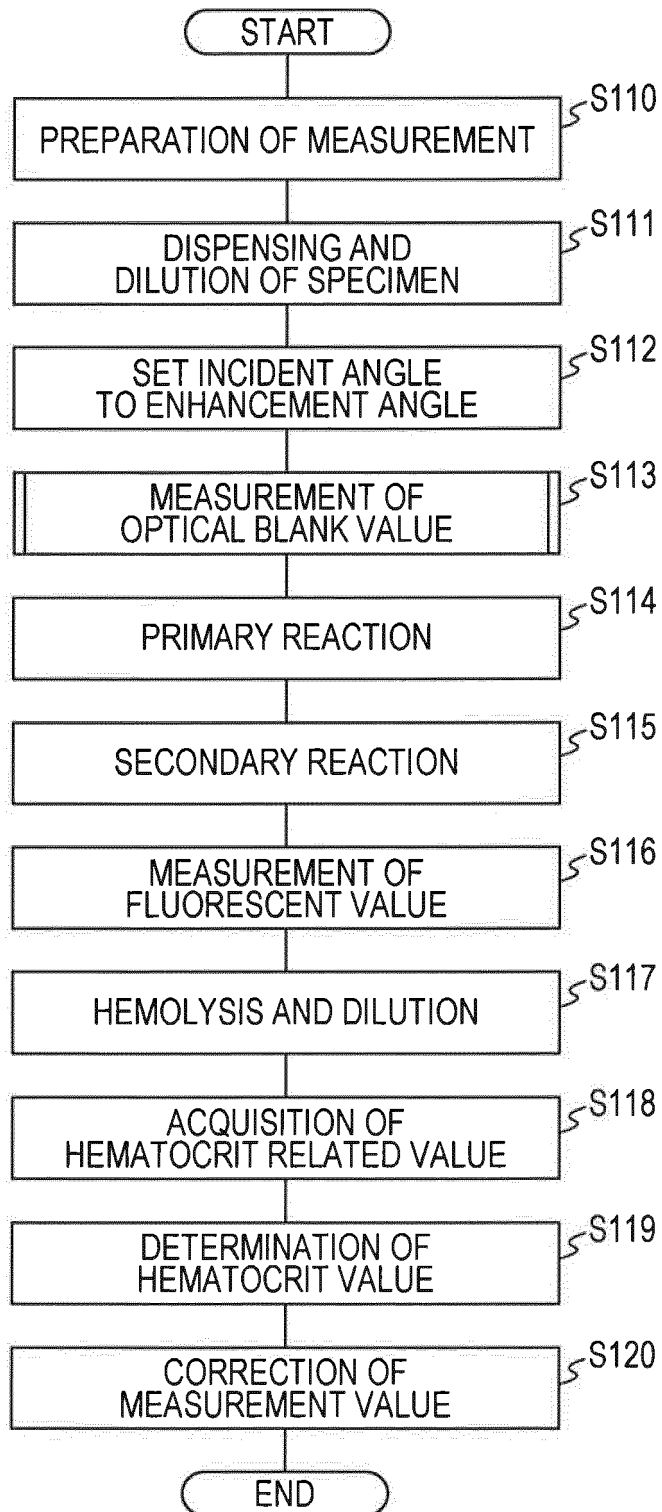 START
S110
PREPARATION OF MEASUREMENT
S111
DISPENSING AND
DILUTION OF SPECIMEN
S112
SET INCIDENT ANGLE
TO ENHANCEMENT ANGLE
S113
MEASUREMENT OF
OPTICAL BLANK VALUE
S114
PRIMARY REACTION
S115
SECONDARY REACTION
S116
MEASUREMENT OF
FLUORESCENT VALUE
S117
HEMOLYSIS AND DILUTION
S118
ACQUISITION OF
HEMATOCRIT RELATED VALUE
S119
DETERMINATION OF
HEMATOCRIT VALUE
S120
CORRECTION OF
MEASUREMENT VALUE
END